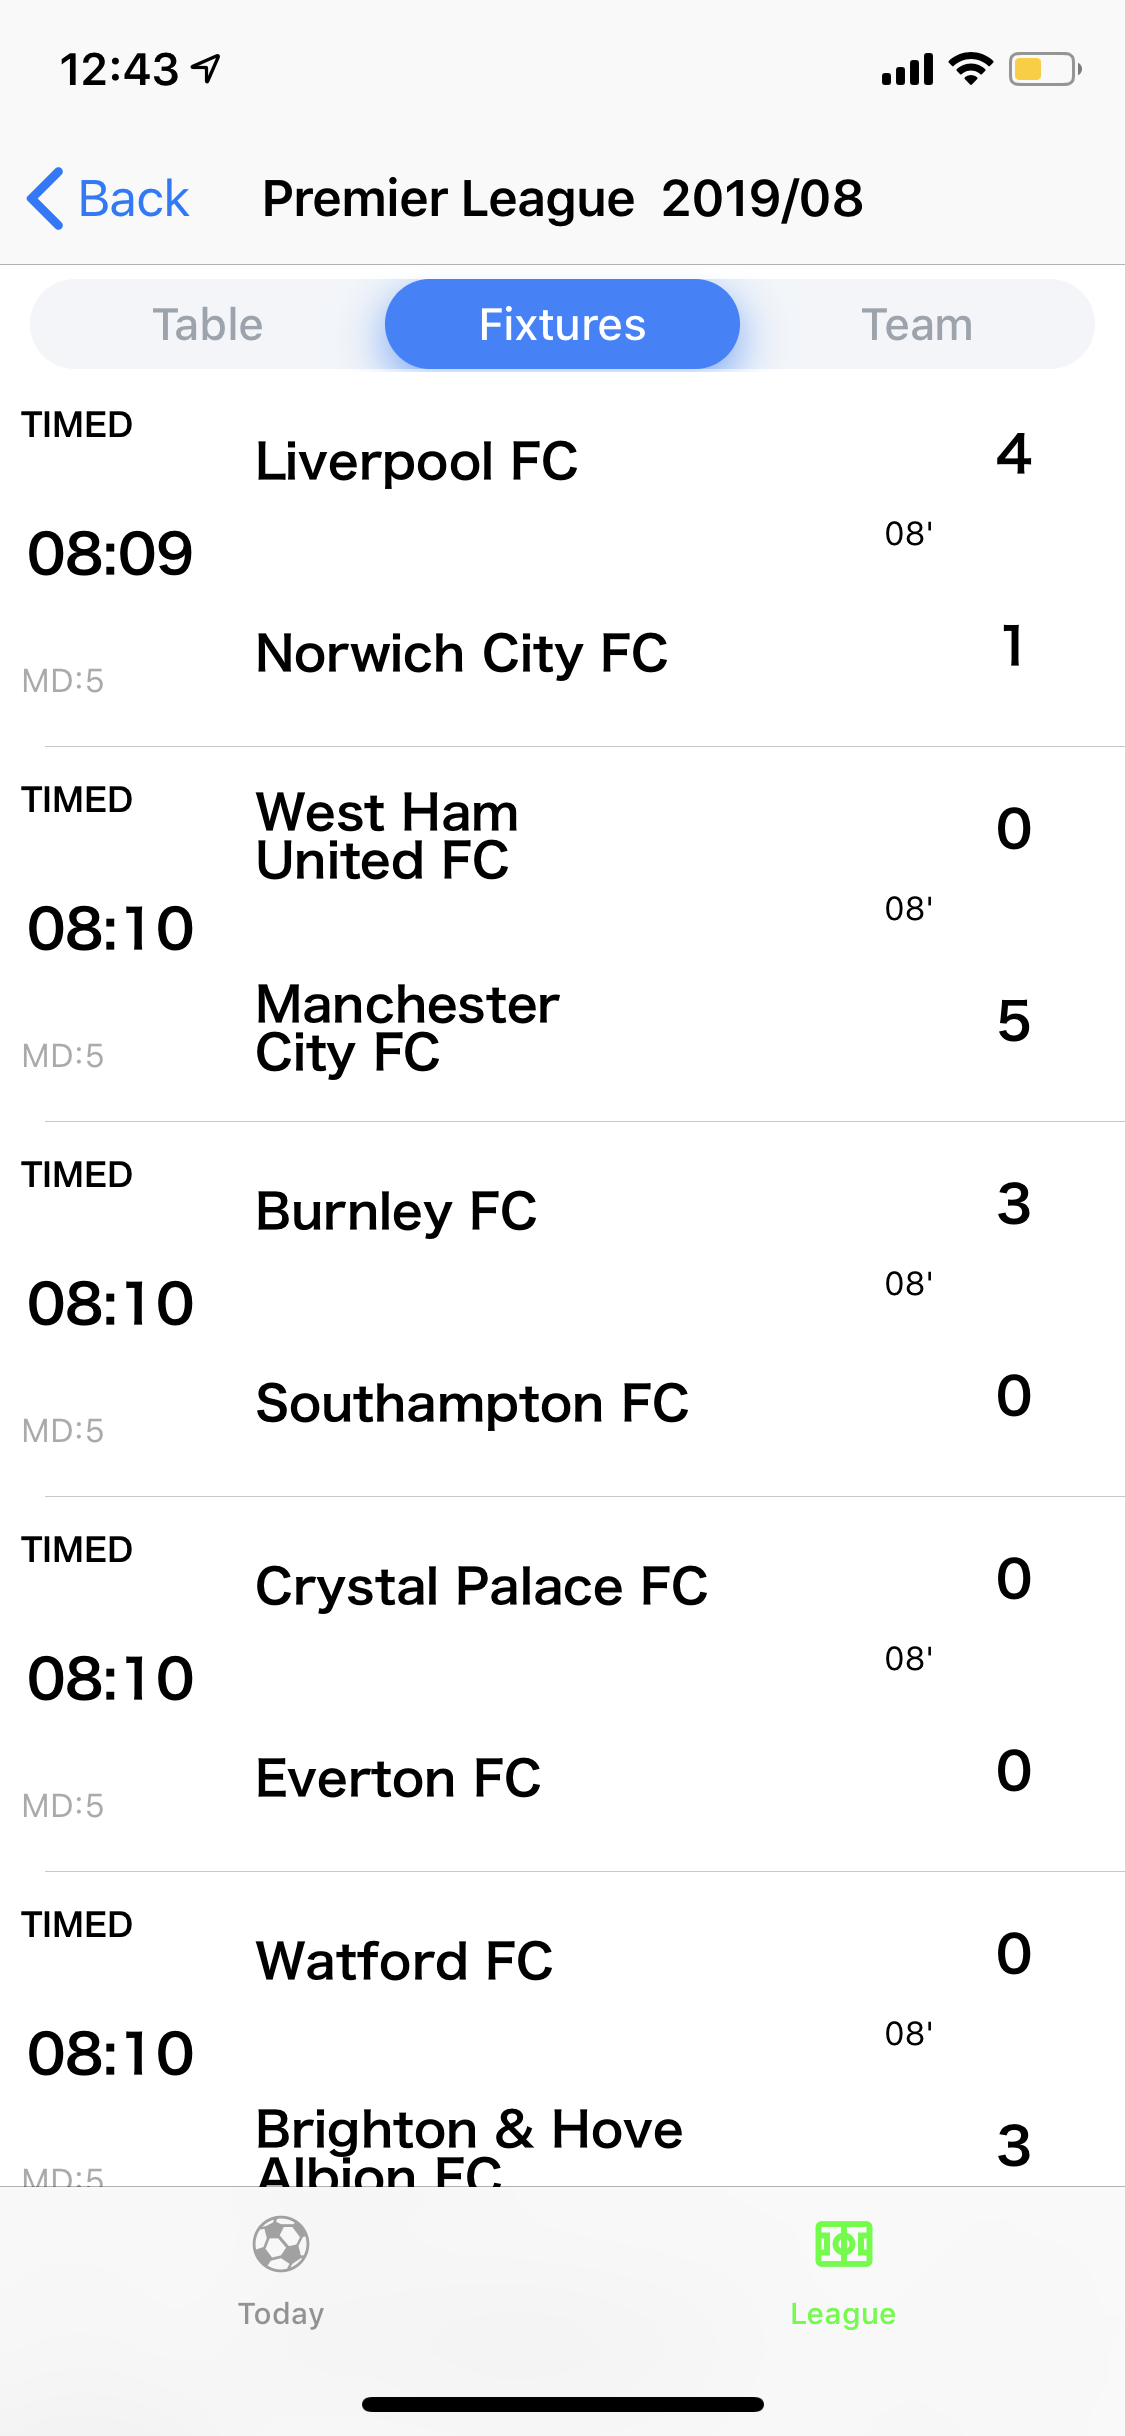 12:43
Back Premier League 2019/08
Table Fixtures Team
TIMED
Liverpool FC 4
08'
08:09
Norwich City FC 1
MD:5
TIMED
West Ham
United FC
0
08'
08:10
Manchester
City FC
5
MD:5
TIMED
Burnley FC 3
08'
08:10
Southampton FC 0
MD:5
TIMED
Crystal Palace FC 0
08'
08:10
Everton FC 0
MD:5
TIMED
Watford FC 0
08'
08:10
Brighton & Hove
Albion FC
3
MD:5
Today League